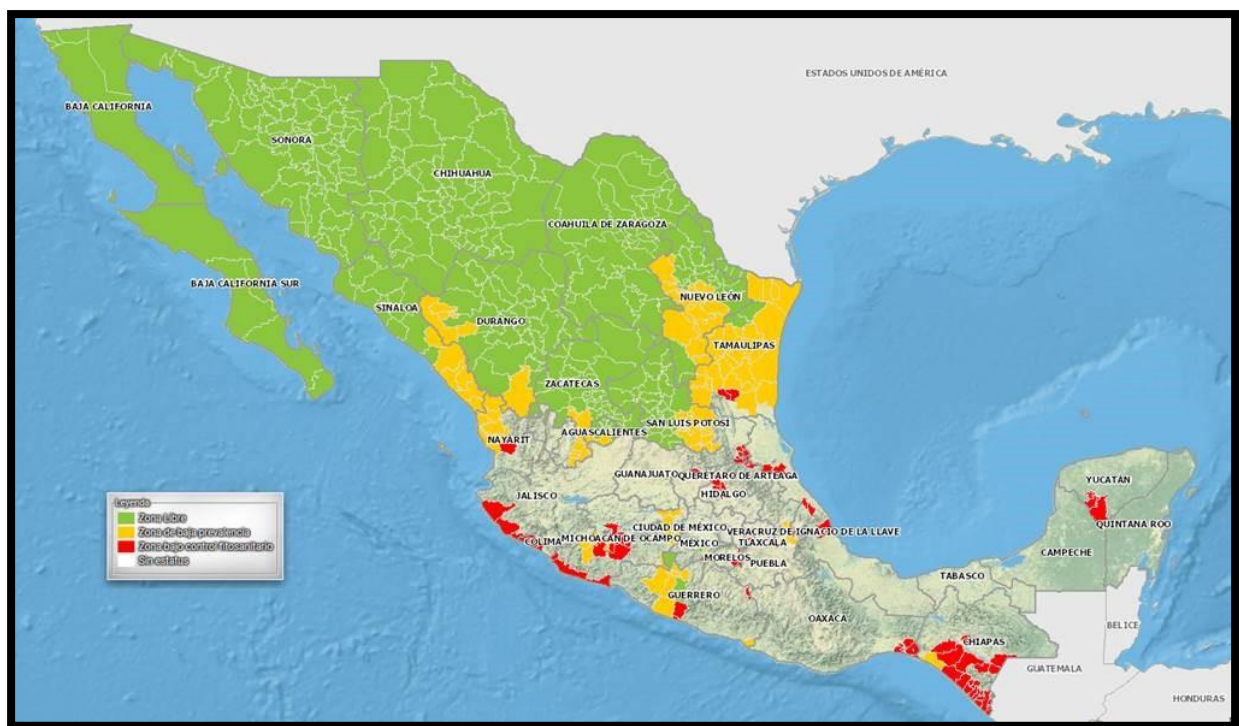 ESTADOS UNIDOS DE AMÉRICA
BAJA CALIFORNIA
SONORA
CHIHUAHUA
COAHUILA DE ZARAGOZA
BAJA CALIFORNIA SUR
SINALOA
DURANGO
NUEVO LEÓN
TAMAULIPAS
ZACATECAS
SAN LUIS POTOSÍ
AGUASCALIENTES
NAYARIT
GUANAJUATO
QUERÉTARO DE ARTEAGA
HIDALGO
JALISCO
YUCATÁN
QUINTANA ROO
CAMPECHE
CIUDAD DE MÉXICO
VERACRUZ DE IGNACIO DE LA LLAVE
COLIMA
MICHOACÁN DE OCAMPO
MÉXICO
TLAXCALA
MORELOS
PUEBLA
TABASCO
GUERRERO
OAXACA
CHIAPAS
BELICE
GUATEMALA
HONDURAS
Leyenda
Zona Libre
Zona de baja prevalencia
Zona bajo control fitosanitario
Sin estatus